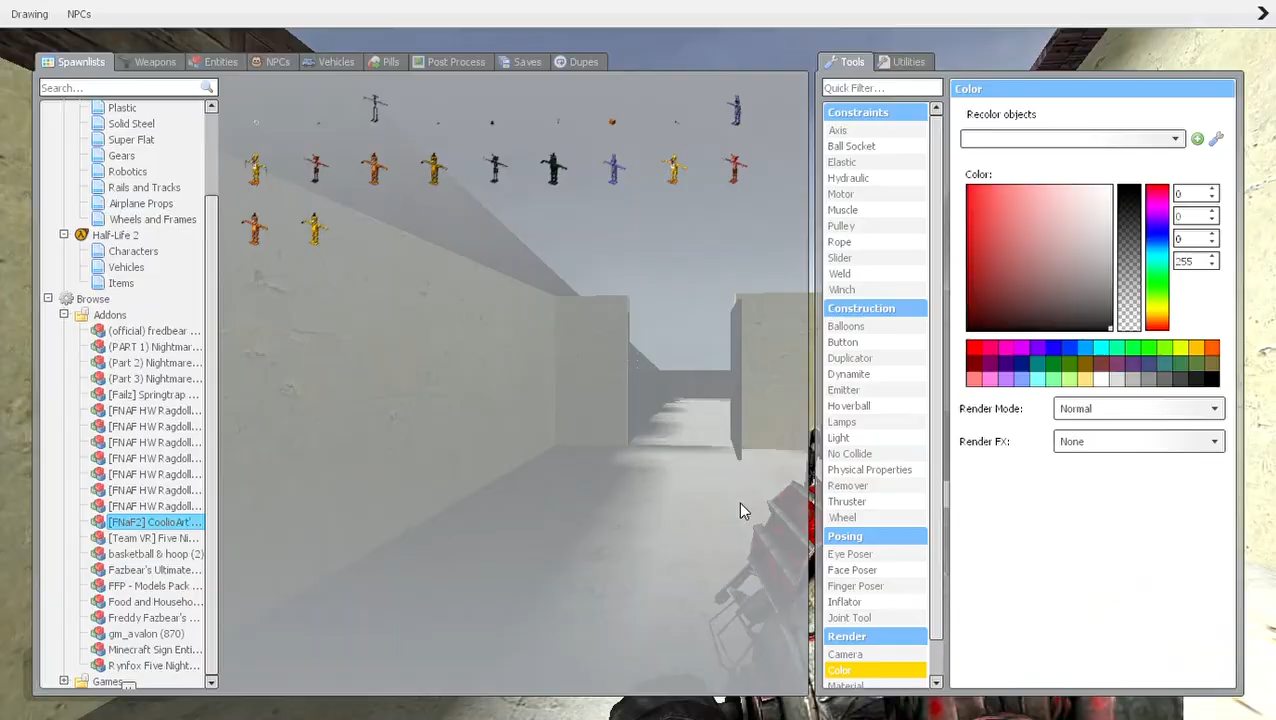 Drawing NPCs
Spawnlists Weapons Entities NPCs Vehicles Pills Post Process Saves Dupes
Search...
Plastic
Solid Steel
Super Flat
Gears
Robotics
Rails and Tracks
Airplane Props
Wheels and Frames
Half-Life 2
Characters
Vehicles
Items
Browse
Addons
(official) fredbear ...
(PART 1) Nightmare...
(Part 2) Nightmare...
(Part 3) Nightmare...
[Failz] Springtrap ...
[FNAF HW Ragdoll...
[FNAF HW Ragdoll...
[FNAF HW Ragdoll...
[FNAF HW Ragdoll...
[FNAF HW Ragdoll...
[FNAF HW Ragdoll...
[FNAF HW Ragdoll...
[FNaF2] CoolioArt'...
[Team VR] Five Ni...
basketball & hoop (2)
Fazbear's Ultimate...
FFP - Models Pack ...
Food and Househo...
Freddy Fazbear's...
gm_avalon (870)
Minecraft Sign Enti...
Rynfox Five Night...
Games
Tools Utilities
Quick Filter...
Constraints
Axis
Ball Socket
Elastic
Hydraulic
Motor
Muscle
Pulley
Rope
Slider
Weld
Winch
Construction
Balloons
Button
Duplicator
Dynamite
Emitter
Hoverball
Lamps
Light
No Collide
Physical Properties
Remover
Thruster
Wheel
Posing
Eye Poser
Face Poser
Finger Poser
Inflator
Joint Tool
Render
Camera
Color
Material
Color
Recolor objects
Color:
0
0
0
255
Render Mode: Normal
Render FX: None